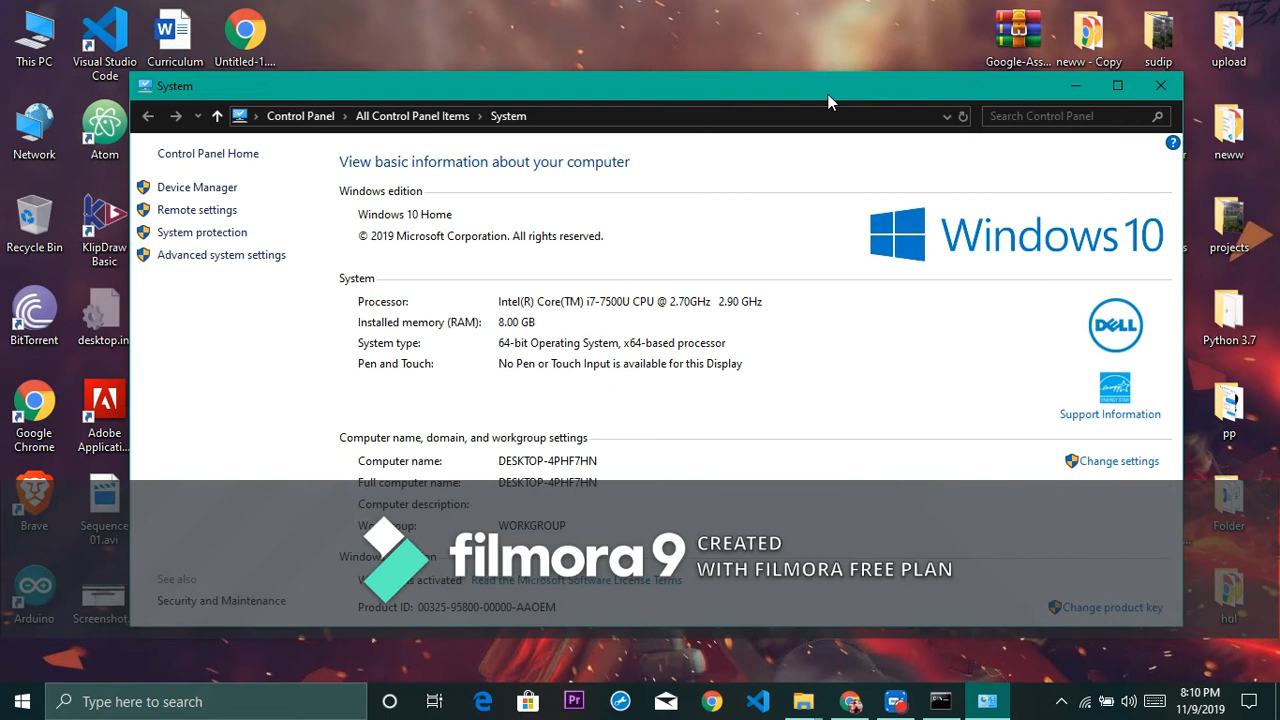 This PC
Visual Studio Code
Curriculum
Untitled-1....
Google-Ass...
neww - Copy
sudip
upload
System
Control Panel > All Control Panel Items > System
Search Control Panel
Network
Atom
neww
Recycle Bin
KlipDraw Basic
projects
BitTorrent
desktop.in
Python 3.7
Google Chrome
Adobe Applicati...
pp
Brave
Sequence 01.avi
Folder
Arduino
Screenshot.
hul
Control Panel Home
Device Manager
Remote settings
System protection
Advanced system settings
See also
Security and Maintenance
View basic information about your computer
Windows edition
Windows 10 Home
© 2019 Microsoft Corporation. All rights reserved.
Windows 10
System
Processor: Intel(R) Core(TM) i7-7500U CPU @ 2.70GHz 2.90 GHz
Installed memory (RAM): 8.00 GB
System type: 64-bit Operating System, x64-based processor
Pen and Touch: No Pen or Touch Input is available for this Display
DELL
Support Information
Computer name, domain, and workgroup settings
Computer name: DESKTOP-4PHF7HN
Change settings
Full computer name: DESKTOP-4PHF7HN
Computer description:
WORKGROUP
filmora 9 CREATED
WITH FILMORA FREE PLAN
activated Read the Microsoft Software License Terms
Product ID: 00325-95800-00000-AAOEM
Change product key
Type here to search
8:10 PM
11/9/2019